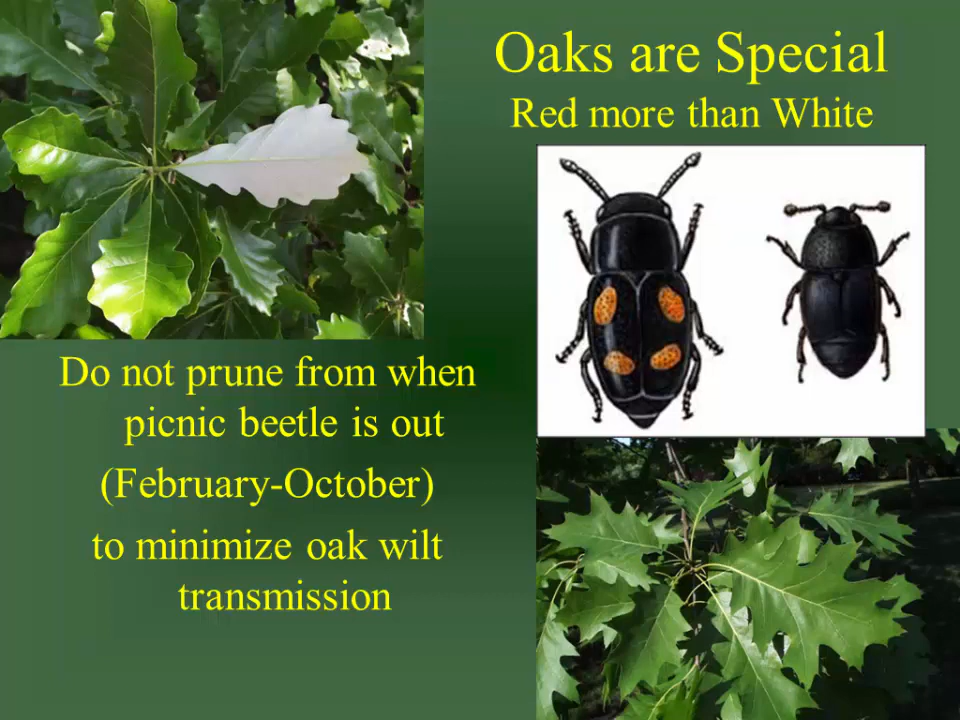 Oaks are Special
Red more than White
Do not prune from when
picnic beetle is out
(February-October)
to minimize oak wilt
transmission